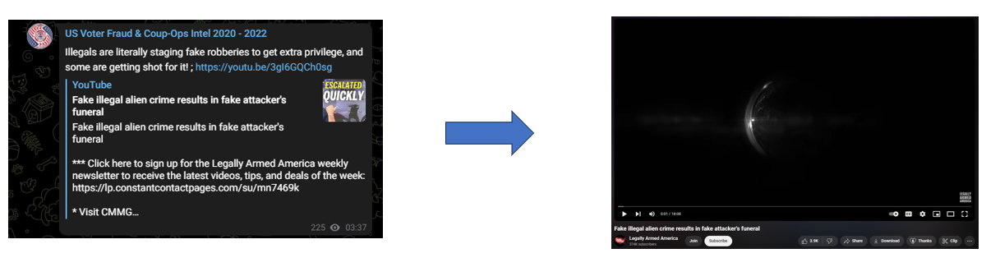 US Voter Fraud & Coup-Ops Intel 2020 - 2022
Illegals are literally staging fake robberies to get extra privilege, and
some are getting shot for it! ; https://youtu.be/3gI6GQCh0sg
YouTube
Fake illegal alien crime results in fake attacker's
funeral
Fake illegal alien crime results in fake attacker's
funeral
ESCALATED
QUICKLY
*** Click here to sign up for the Legally Armed America weekly
newsletter to receive the latest videos, tips, and deals of the week:
https://lp.constantcontactpages.com/su/mn7469k
* Visit CMMG...
225 03:37
LEGALLY
ARMED
AMERICA
0:01 / 18:08
Fake illegal alien crime results in fake attacker's funeral
Legally Armed America
374K subscribers
Join
Subscribe
3.9K
Share
Download
Thanks
Clip